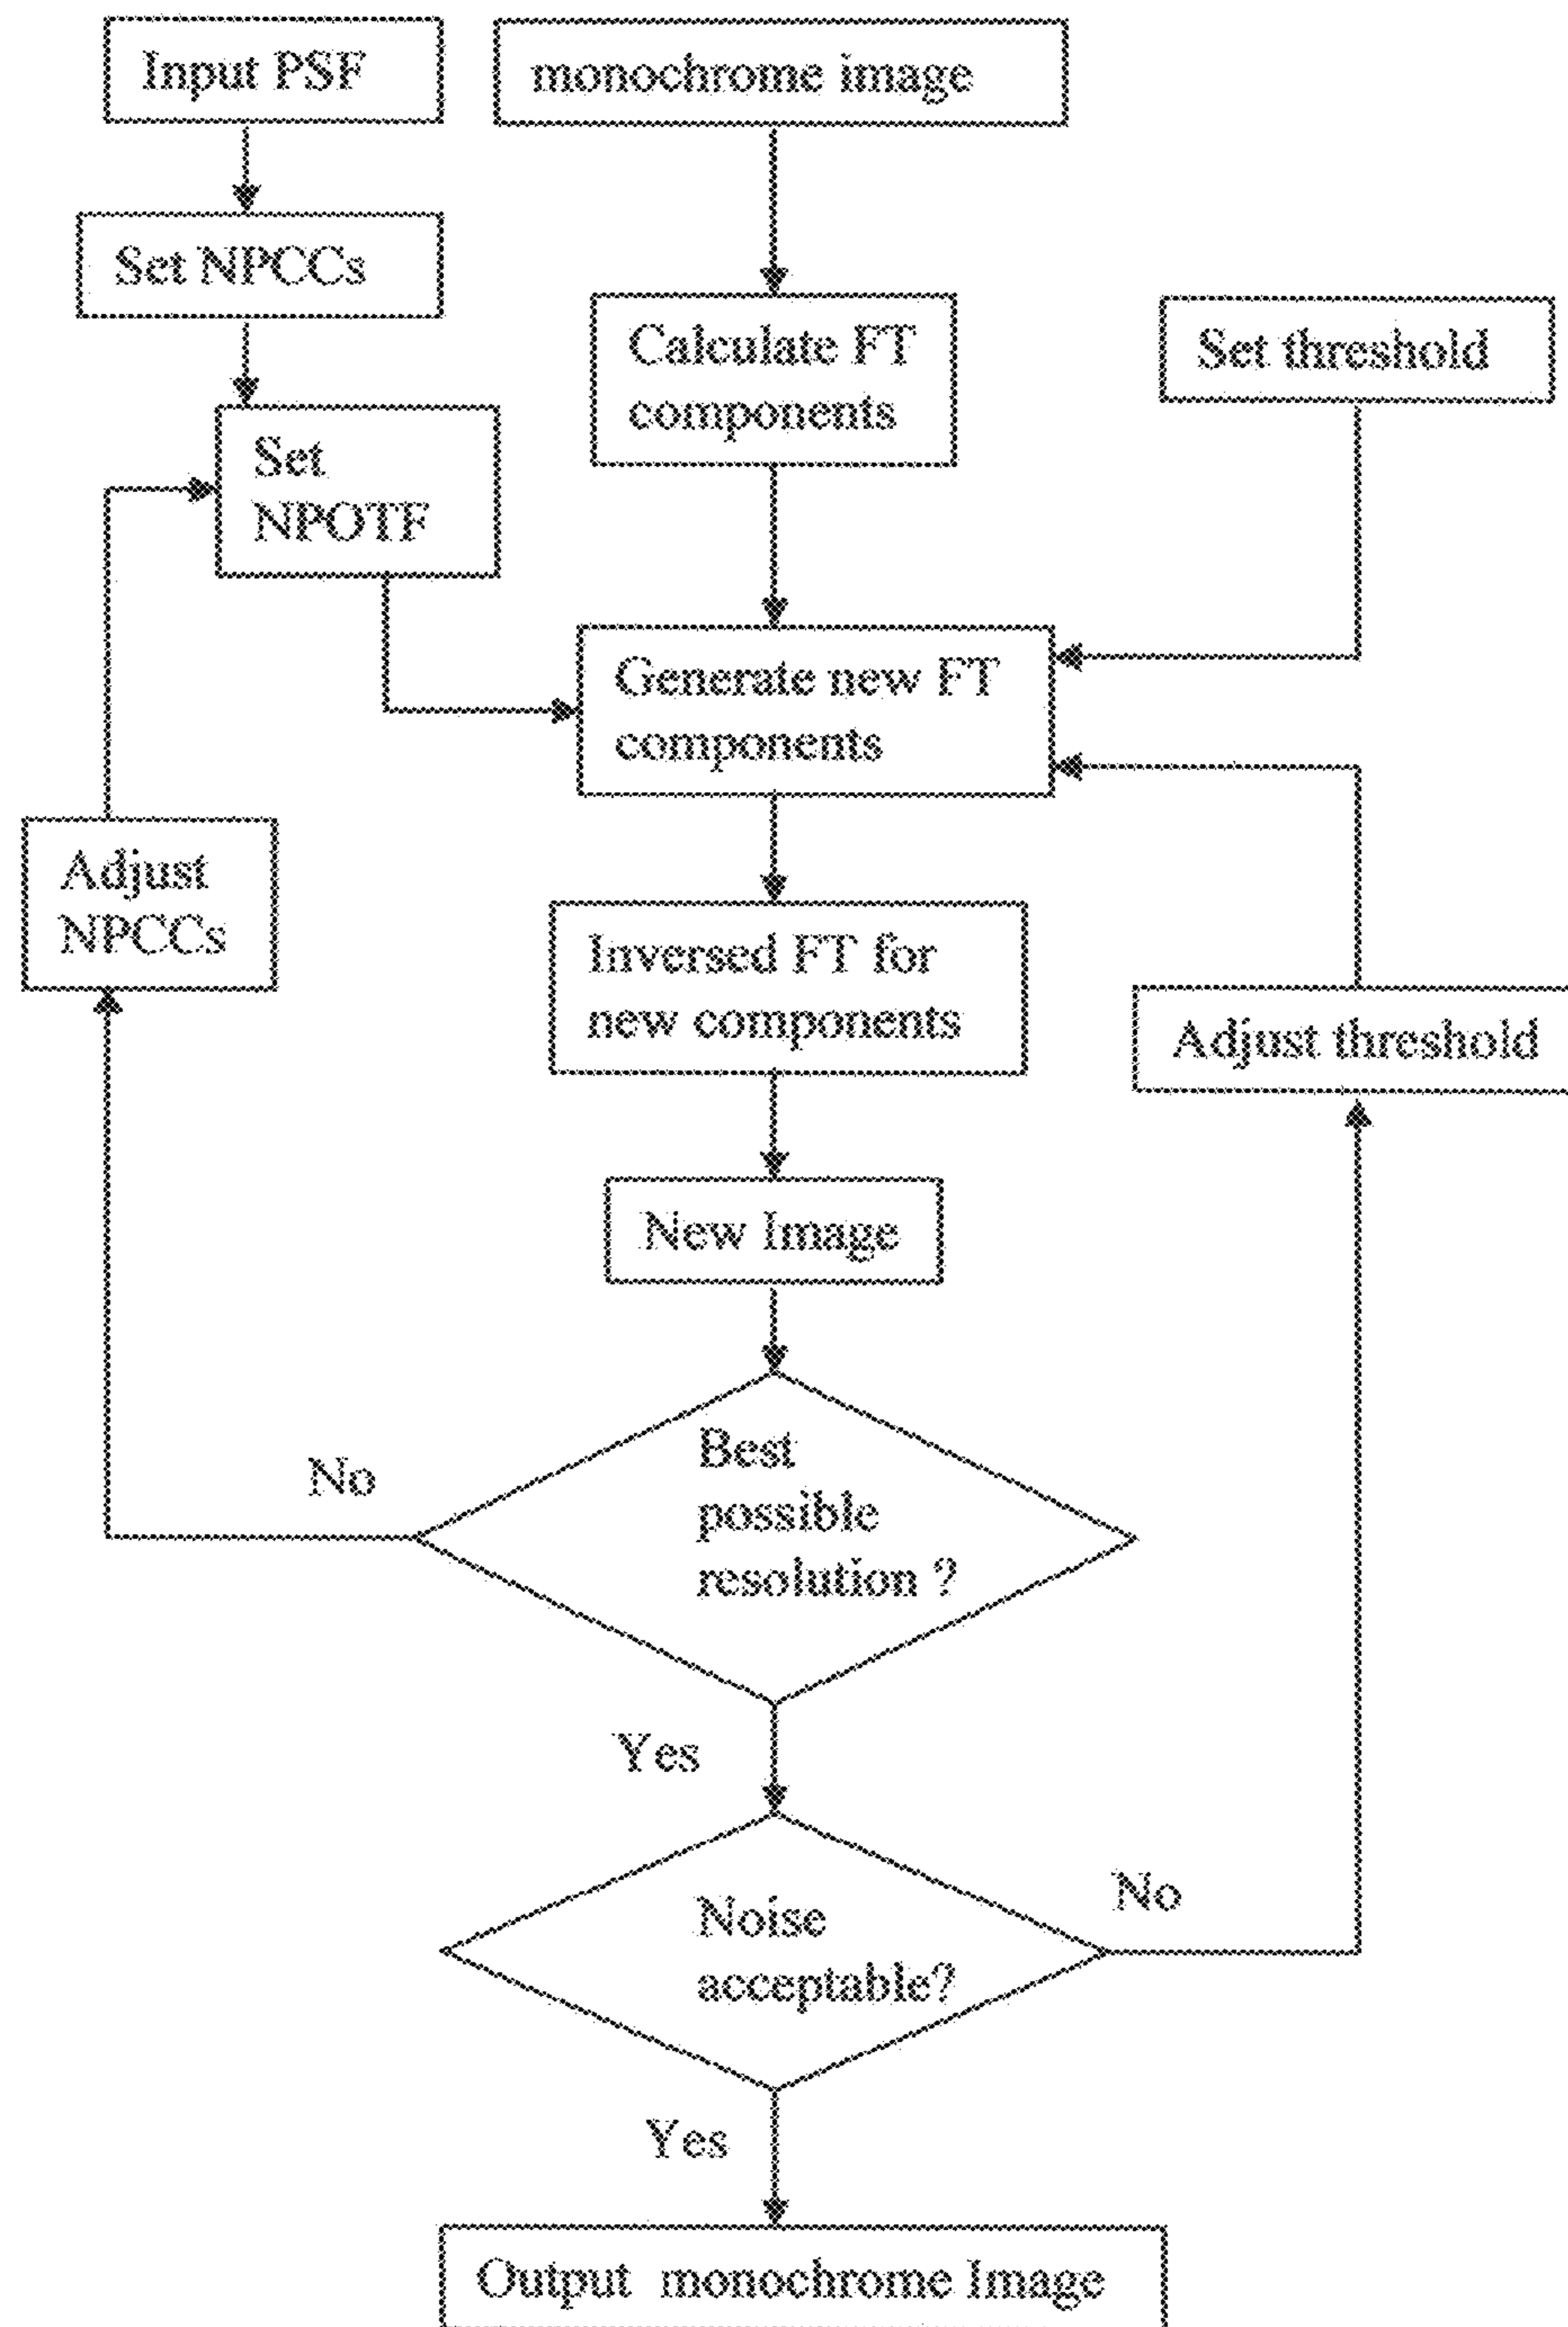 Input PSF
monochrome image
Set NPCCs
Calculate FT
components
Set threshold
Set
NPOTF
Generate new FT
components
Adjust
NPCCs
Inversed FT for
new components
Adjust threshold
New Image
Best
possible
resolution ?
No
Yes
Noise
acceptable?
No
Yes
Output monochrome Image